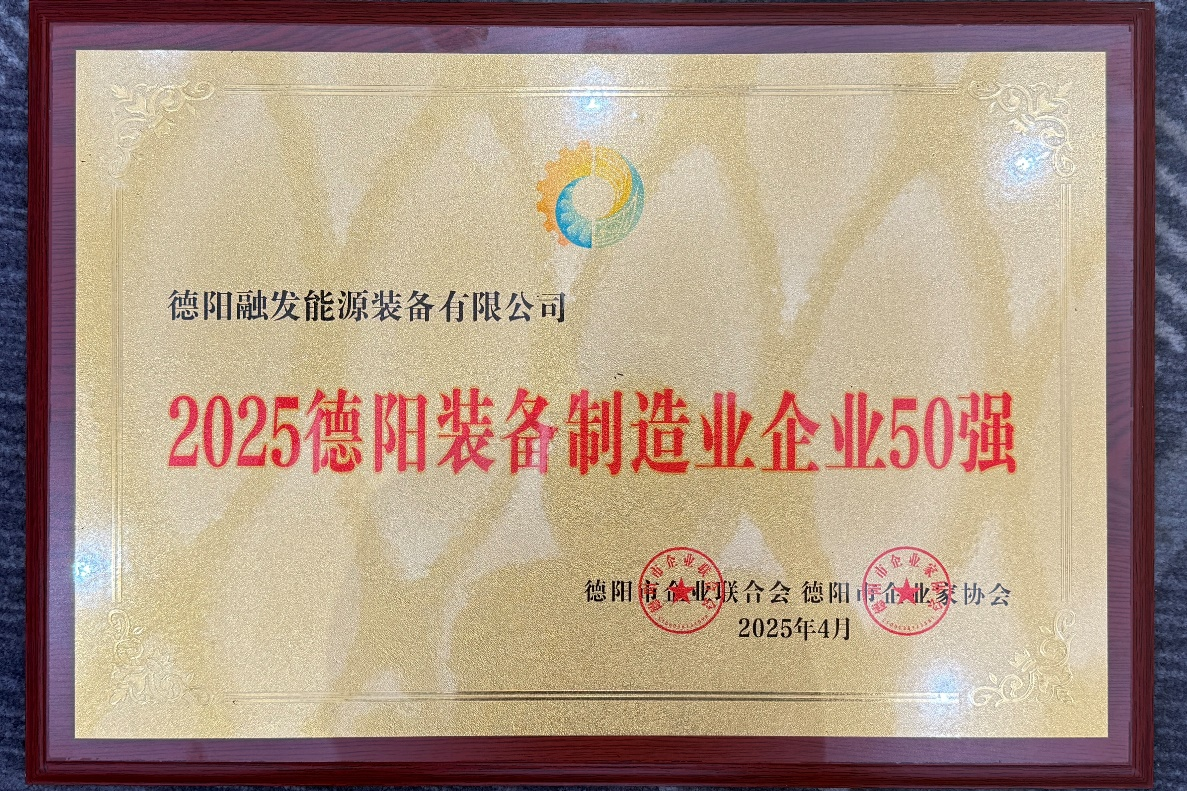 德阳融发能源装备有限公司
2025德阳装备制造业企业50强
德阳市企业联合会 德阳市企业家协会
2025年4月